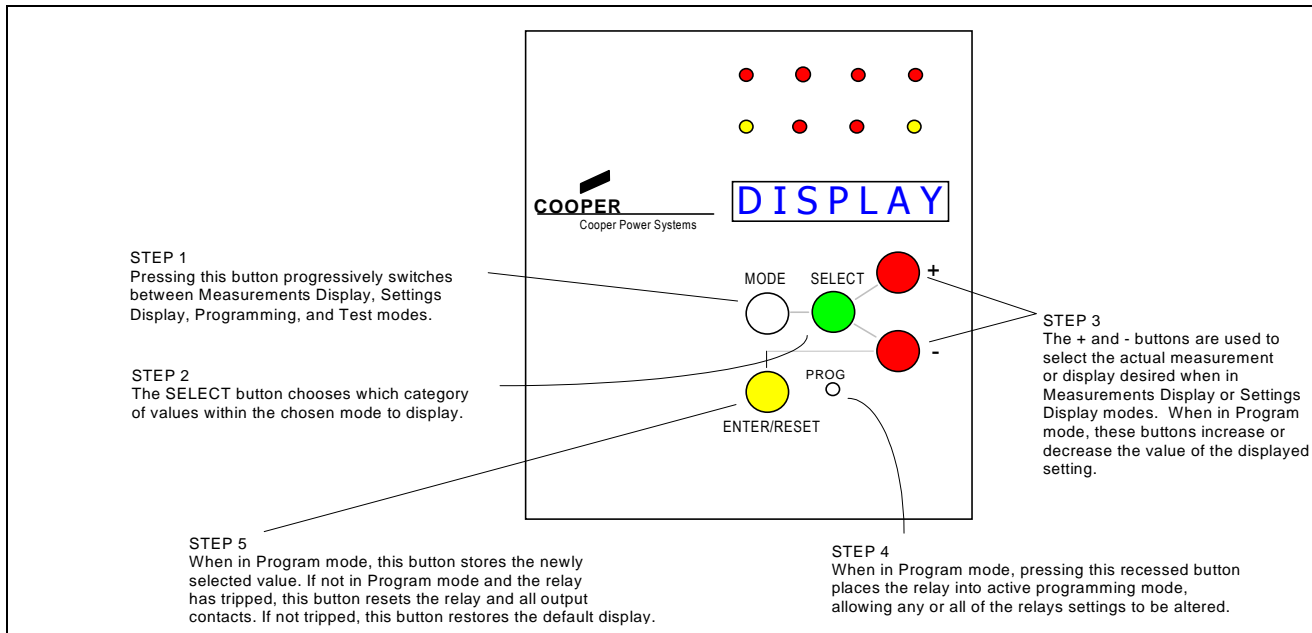 DISPLAY
COOPER
Cooper Power Systems
STEP 1
Pressing this button progressively switches
between Measurements Display, Settings
Display, Programming, and Test modes.
MODE
SELECT
+
-
STEP 3
The + and - buttons are used to
select the actual measurement
or display desired when in
Measurements Display or Settings
Display modes. When in Program
mode, these buttons increase or
decrease the value of the displayed
setting.
STEP 2
The SELECT button chooses which category
of values within the chosen mode to display.
PROG
ENTER/RESET
STEP 5
When in Program mode, this button stores the newly
selected value. If not in Program mode and the relay
has tripped, this button resets the relay and all output
contacts. If not tripped, this button restores the default display.
STEP 4
When in Program mode, pressing this recessed button
places the relay into active programming mode,
allowing any or all of the relays settings to be altered.